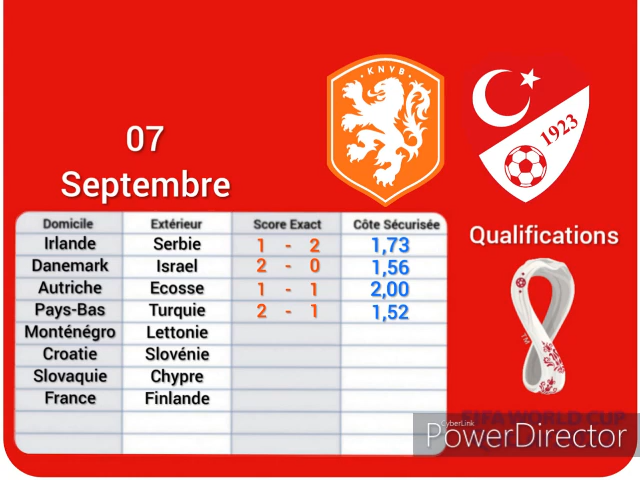 KNVB
1923
07
Septembre
Qualifications
Domicile Extérieur Score Exact Côte Sécurisée
Irlande Serbie 1 - 2 1,73
Danemark Israel 2 - 0 1,56
Autriche Ecosse 1 - 1 2,00
Pays-Bas Turquie 2 - 1 1,52
Monténégro Lettonie
Croatie Slovénie
Slovaquie Chypre
France Finlande
TM
FIFA WORLD CUP
CyberLink
PowerDirector